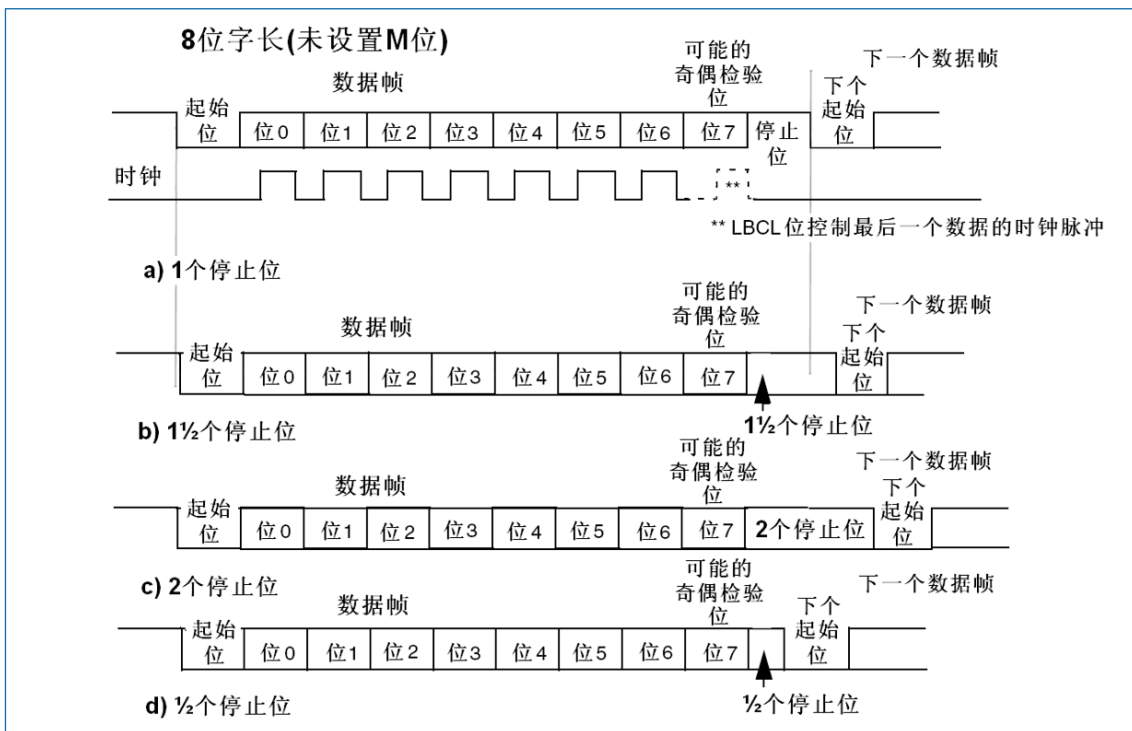 8位字长(未设置M位)
可能的
奇偶检验
位
下一个数据帧
数据帧
起始
位
位0 位1 位2 位3 位4 位5 位6 位7
停止
位
下个
起始
位
时钟
**
** LBCL位控制最后一个数据的时钟脉冲
a) 1个停止位
可能的
奇偶检验
位
下一个数据帧
数据帧
起始
位
位0 位1 位2 位3 位4 位5 位6 位7
下个
起始
位
b) 1½个停止位
1½个停止位
可能的
奇偶检验
位
下一个数据帧
数据帧
起始
位
位0 位1 位2 位3 位4 位5 位6 位7
2个停止位
下个
起始
位
c) 2个停止位
可能的
奇偶检验
位
下一个数据帧
数据帧
起始
位
位0 位1 位2 位3 位4 位5 位6 位7
下个
起始
位
d) ½个停止位
½个停止位